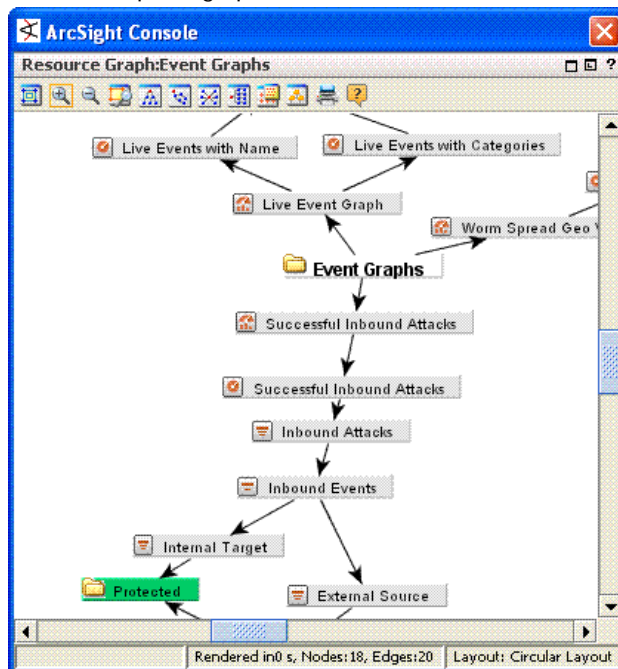 ArcSight Console
Resource Graph:Event Graphs
Live Events with Name
Live Events with Categories
Live Event Graph
Worm Spread Geo
Event Graphs
Successful Inbound Attacks
Successful Inbound Attacks
Inbound Attacks
Inbound Events
Internal Target
Protected
External Source
Rendered in0 s, Nodes:18, Edges:20
Layout: Circular Layout